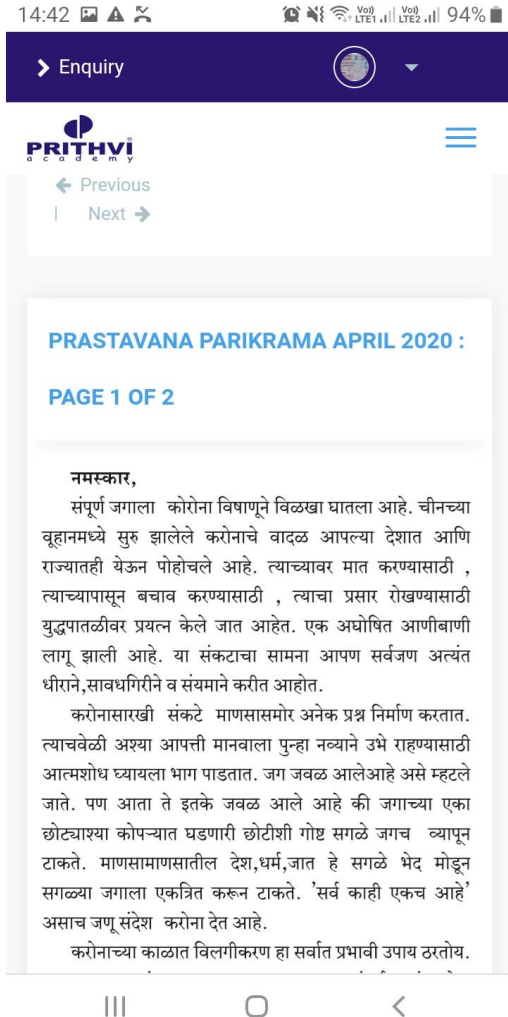 14:42
Vo)) LTE1 Vo)) LTE2 94%
Enquiry
PRITHVI
academy
Previous
| Next
PRASTAVANA PARIKRAMA APRIL 2020 :
PAGE 1 OF 2
नमस्कार,
संपूर्ण जगाला कोरोना विषाणूने विळखा घातला आहे. चीनच्या
वूहानमध्ये सुरु झालेले करोनाचे वादळ आपल्या देशात आणि
राज्यातही येऊन पोहोचले आहे. त्याच्यावर मात करण्यासाठी ,
त्याच्यापासून बचाव करण्यासाठी , त्याचा प्रसार रोखण्यासाठी
युद्धपातळीवर प्रयत्न केले जात आहेत. एक अघोषित आणीबाणी
लागू झाली आहे. या संकटाचा सामना आपण सर्वजण अत्यंत
धीराने,सावधगिरीने व संयमाने करीत आहोत.
करोनासारखी संकटे माणसासमोर अनेक प्रश्न निर्माण करतात.
त्याचवेळी अश्या आपत्ती मानवाला पुन्हा नव्याने उभे राहण्यासाठी
आत्मशोध घ्यायला भाग पाडतात. जग जवळ आलेआहे असे म्हटले
जाते. पण आता ते इतके जवळ आले आहे की जगाच्या एका
छोट्याश्या कोपऱ्यात घडणारी छोटीशी गोष्ट सगळे जगच व्यापून
टाकते. माणसामाणसातील देश,धर्म,जात हे सगळे भेद मोडून
सगळ्या जगाला एकत्रित करून टाकते. 'सर्व काही एकच आहे'
असाच जणू संदेश करोना देत आहे.
करोनाच्या काळात विलगीकरण हा सर्वात प्रभावी उपाय ठरतोय.